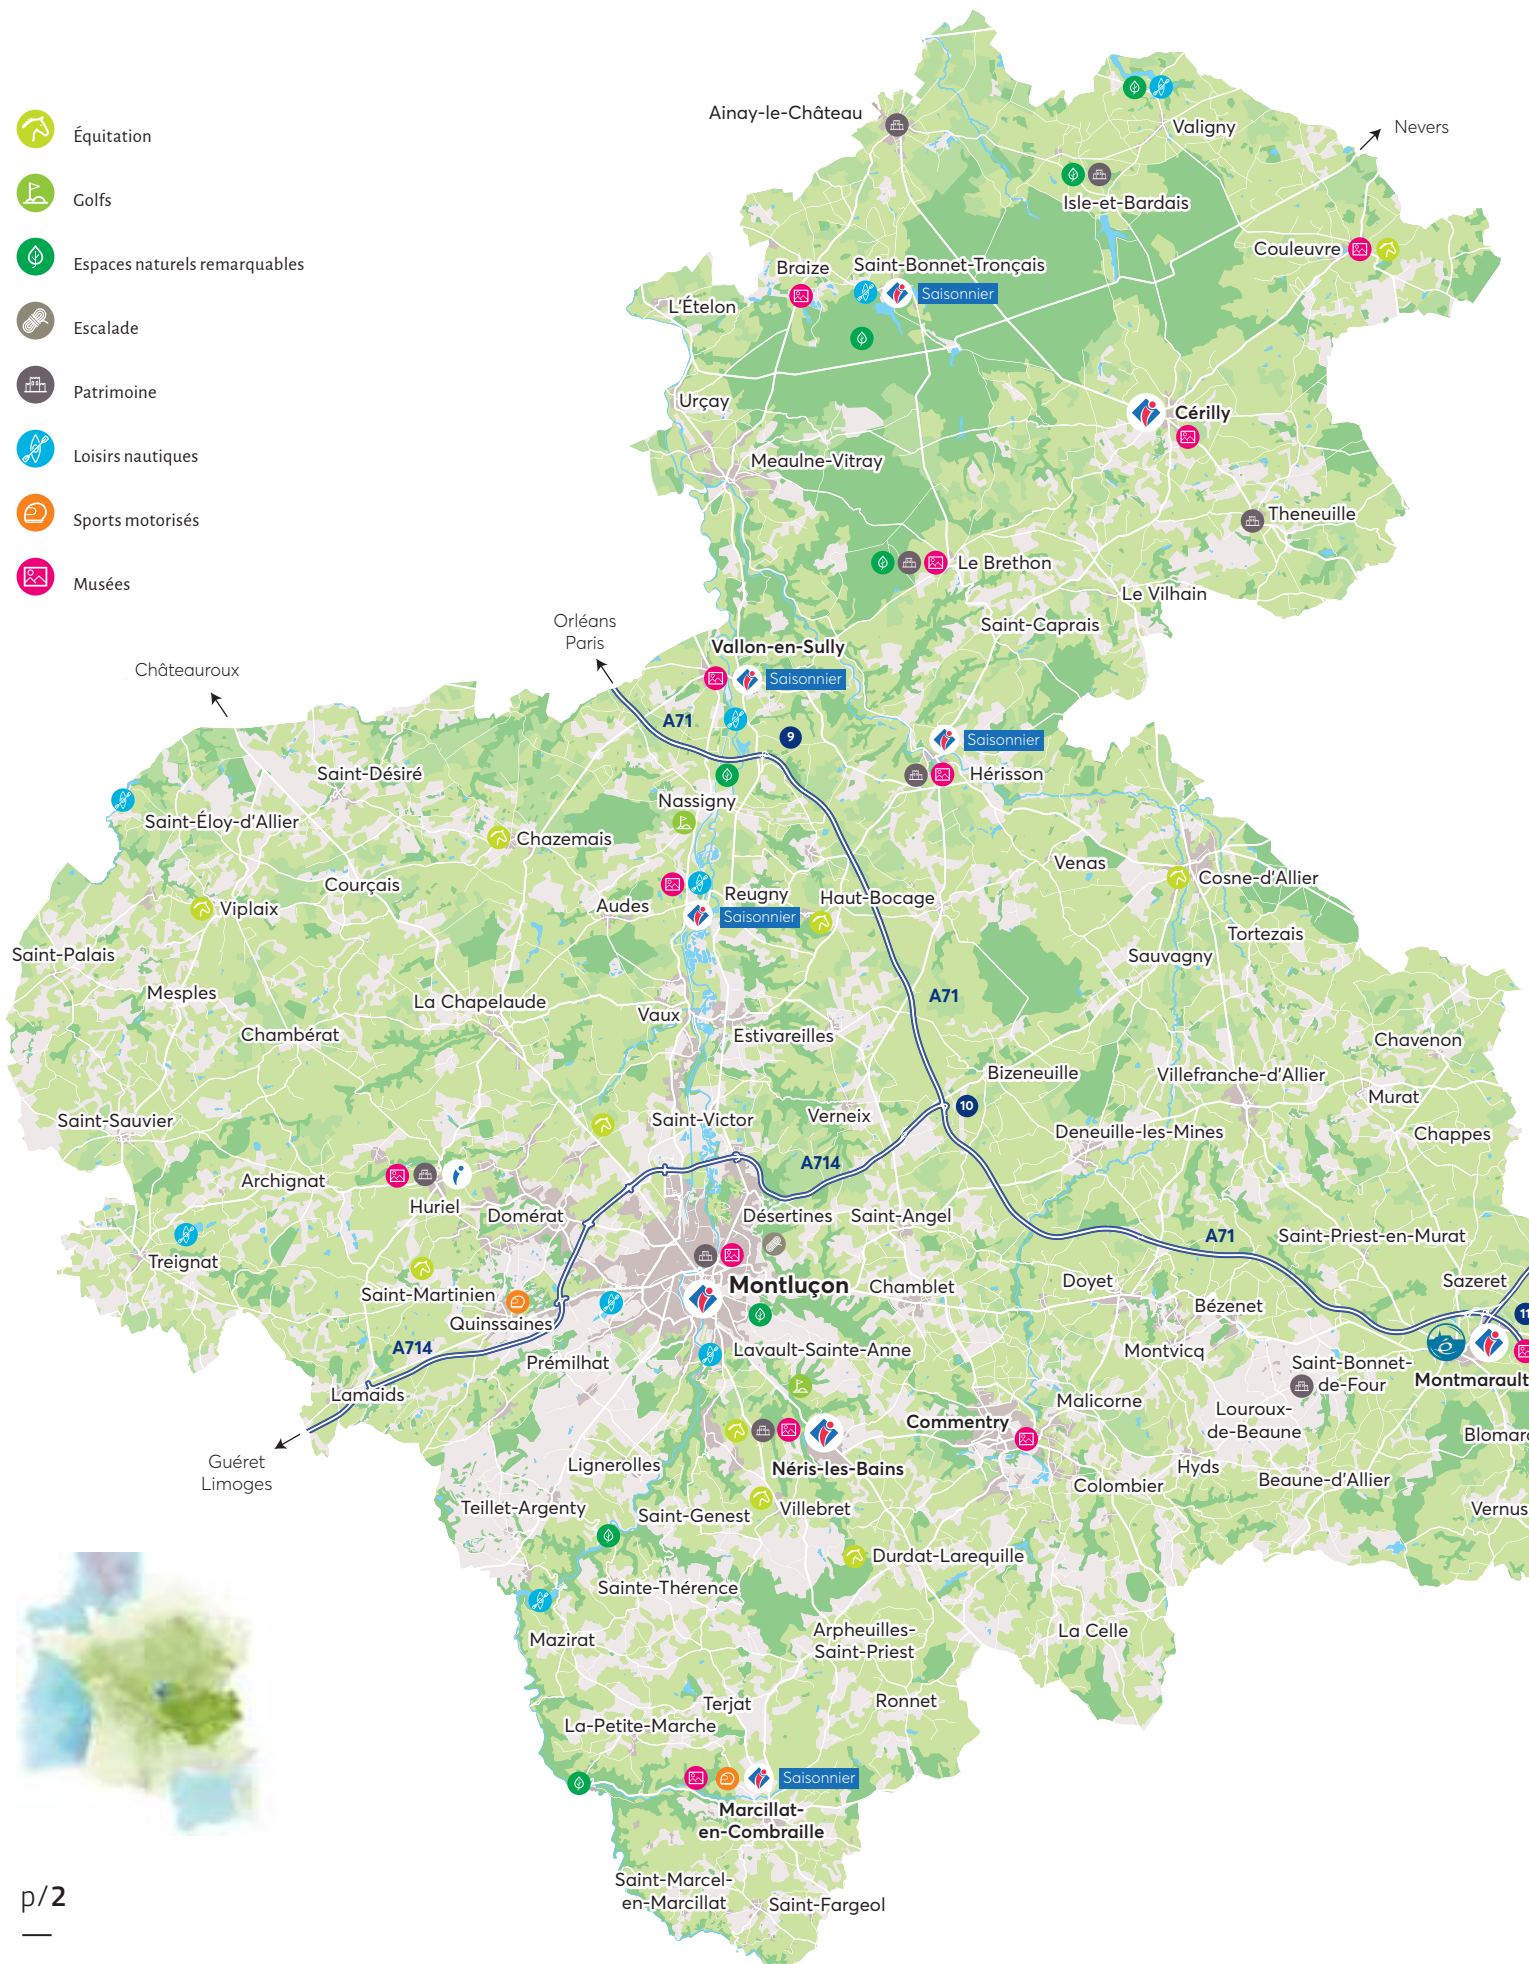 Équitation
Golfs
Espaces naturels remarquables
Escalade
Patrimoine
Loisirs nautiques
Sports motorisés
Musées
Ainay-le-Château
Valigny
Nevers
Isle-et-Bardais
Couleuvre
Braize
Saint-Bonnet-Tronçais
Saisonnier
L'Ételon
Urçay
Cérilly
Meaulne-Vitray
Theneuille
Le Brethon
Le Vilhain
Saint-Caprais
Orléans
Paris
Châteauroux
Vallon-en-Sully
Saisonnier
A71
9
Saisonnier
Hérisson
Saint-Désiré
Nassigny
Saint-Éloy-d'Allier
Chazemais
Venas
Cosne-d'Allier
Courçais
Viplaix
Audes
Reugny
Saisonnier
Haut-Bocage
Tortezais
Saint-Palais
Sauvagny
Mesples
La Chapelaude
A71
Vaux
Chambérat
Estivareilles
Chavenon
Bizeneuille
Villefranche-d'Allier
Murat
10
Saint-Sauvier
Saint-Victor
Verneix
Deneuille-les-Mines
Chappes
A714
Archignat
Huriel
Domérat
Désertines
Saint-Angel
A71
Saint-Priest-en-Murat
Treignat
Montluçon
Chamblet
Doyet
Sazeret
Saint-Martinien
Bézenet
11
Quinssaines
A714
Prémilhat
Lavault-Sainte-Anne
Montvicq
Saint-Bonnet-
de-Four
Montmarault
Lamaids
Malicorne
Commentry
Louroux-
de-Beaune
Blomar
Guéret
Limoges
Lignerolles
Néris-les-Bains
Hyds
Beaune-d'Allier
Colombier
Teillet-Argenty
Saint-Genest
Villebret
Vernus
Durdat-Larequille
Sainte-Thérence
Mazirat
Arpheuilles-
Saint-Priest
La Celle
Terjat
Ronnet
La-Petite-Marche
Saisonnier
Marcillat-
en-Combraille
Saint-Marcel-
en-Marcillat
Saint-Fargeol
p/2